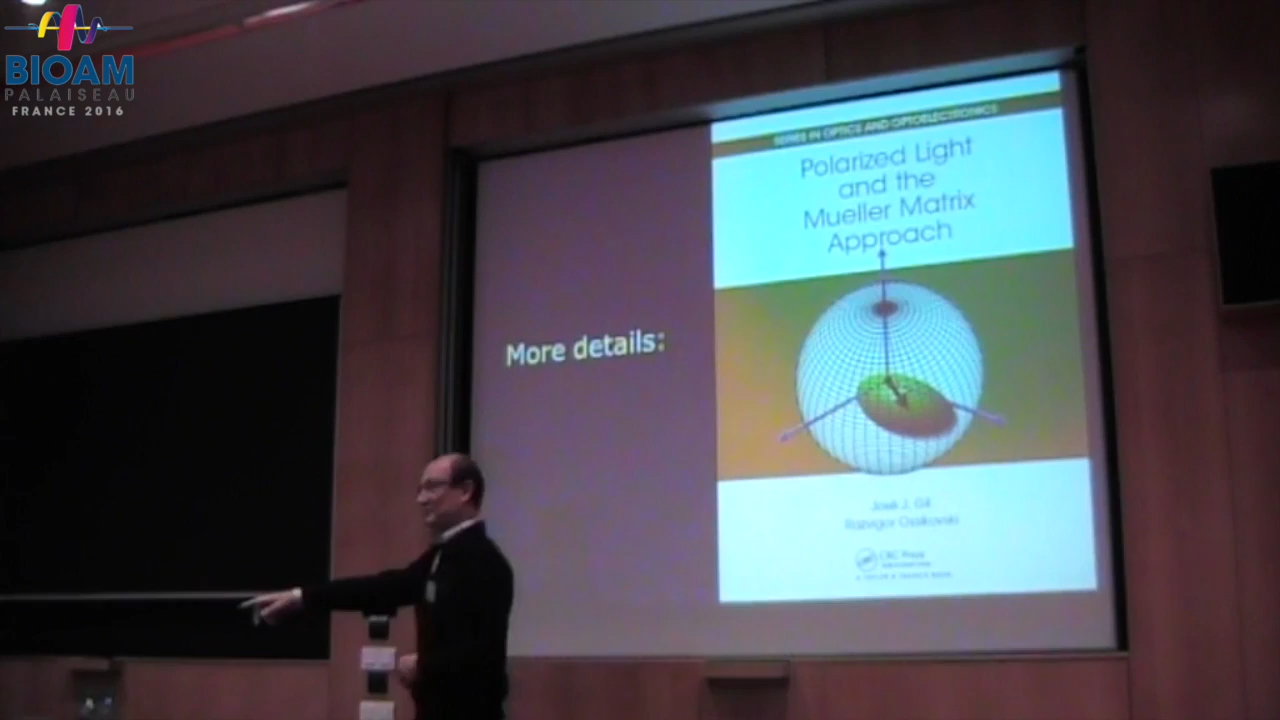 BIOAM
PALAISEAU
FRANCE 2016
SERIES IN OPTICS AND OPTOELECTRONICS
Polarized Light
and the
Mueller Matrix
Approach
More details:
José J. Gil
Razvigor Ossikovski
CRC Press